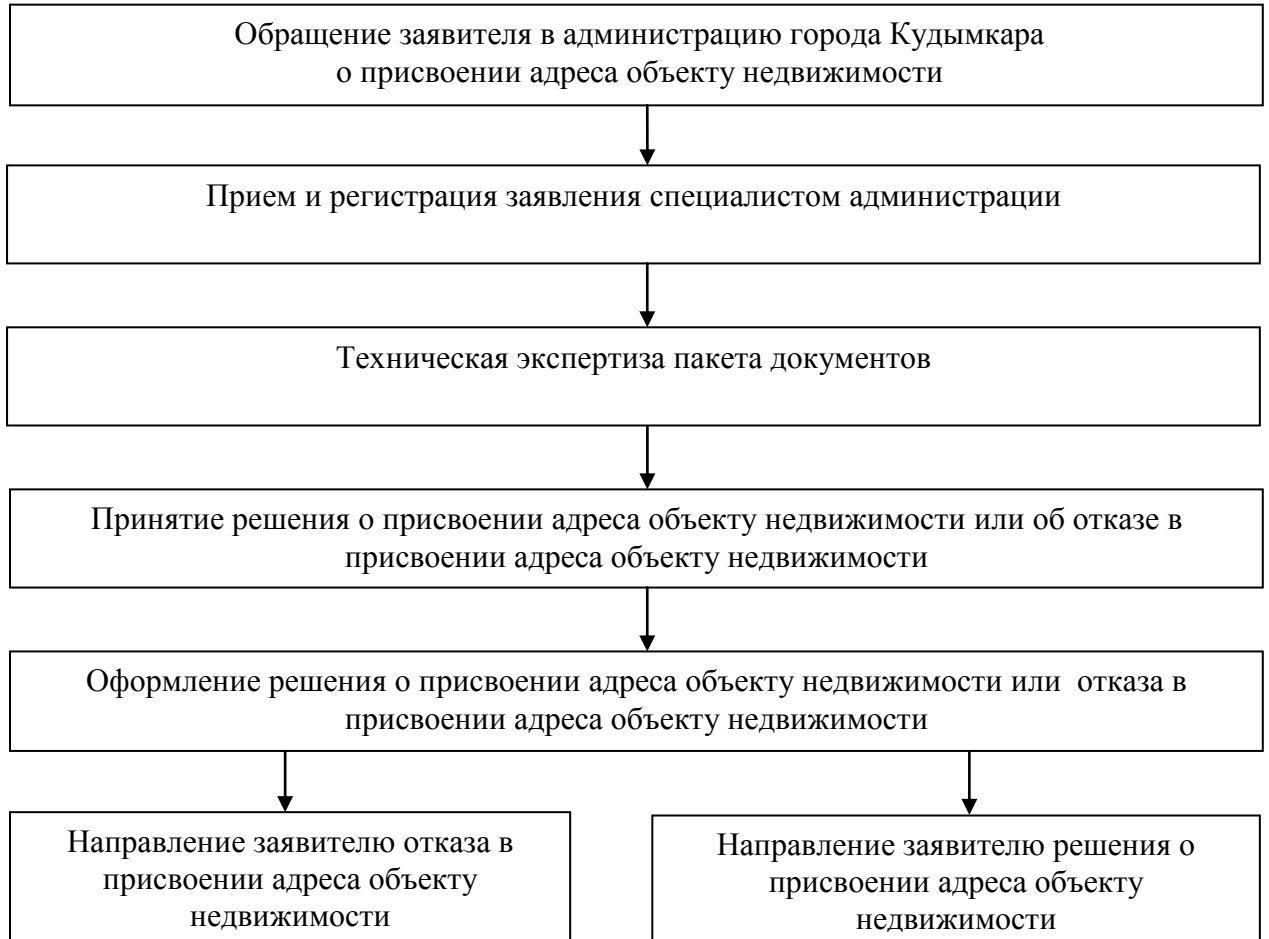 Обращение заявителя в администрацию города Кудымкара
о присвоении адреса объекту недвижимости
Прием и регистрация заявления специалистом администрации
Техническая экспертиза пакета документов
Принятие решения о присвоении адреса объекту недвижимости или об отказе в
присвоении адреса объекту недвижимости
Оформление решения о присвоении адреса объекту недвижимости или отказа в
присвоении адреса объекту недвижимости
Направление заявителю отказа в
присвоении адреса объекту
недвижимости
Направление заявителю решения о
присвоении адреса объекту
недвижимости